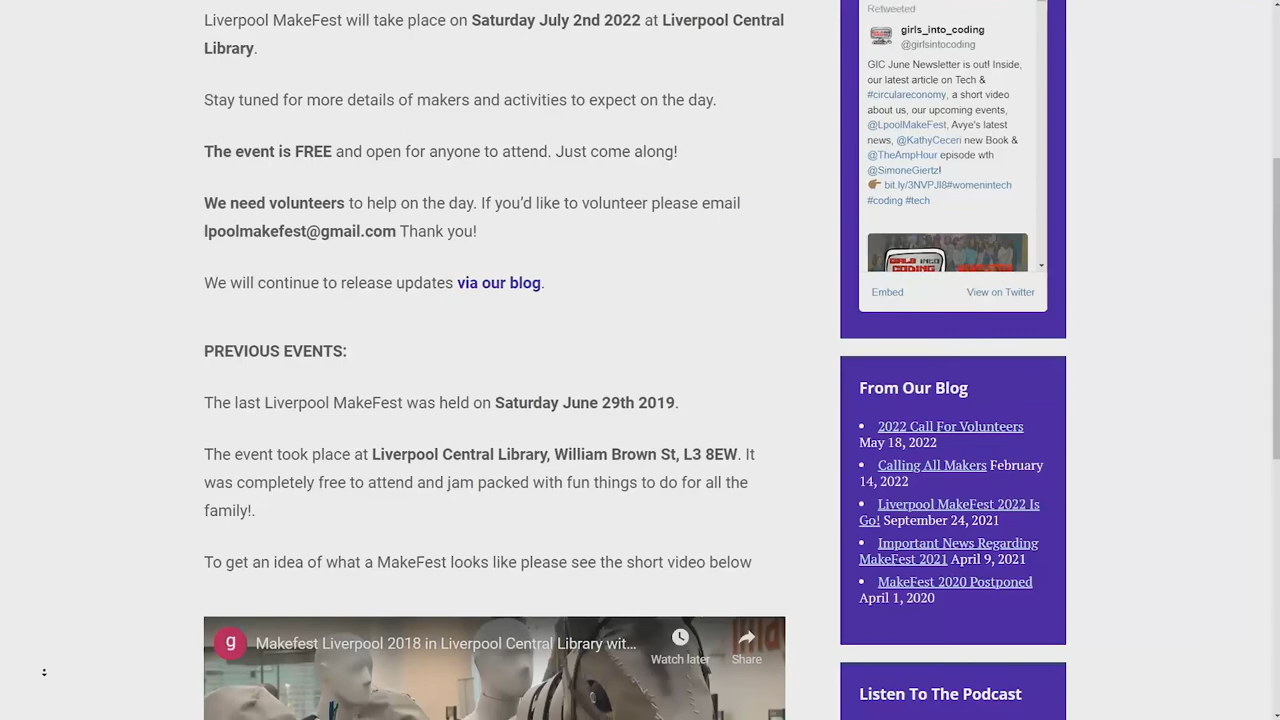 Liverpool MakeFest will take place on Saturday July 2nd 2022 at Liverpool Central
Library.
Stay tuned for more details of makers and activities to expect on the day.
The event is FREE and open for anyone to attend. Just come along!
We need volunteers to help on the day. If you’d like to volunteer please email
lpoolmakefest@gmail.com Thank you!
We will continue to release updates via our blog.
PREVIOUS EVENTS:
The last Liverpool MakeFest was held on Saturday June 29th 2019.
The event took place at Liverpool Central Library, William Brown St, L3 8EW. It
was completely free to attend and jam packed with fun things to do for all the
family!.
To get an idea of what a MakeFest looks like please see the short video below
g
Makefest Liverpool 2018 in Liverpool Central Library wit...
Watch later
Share
Retweeted
girls_into_coding
@girlsintocoding
GIC June Newsletter is out! Inside,
our latest article on Tech &
#circulareconomy, a short video
about us, our upcoming events,
@LpoolMakeFest, Avye's latest
news, @KathyCeceri new Book &
@TheAmpHour episode wth
@SimoneGiertz!
bit.ly/3NVPJI8#womenintech
#coding #tech
GIRLS INTO
CODING
Embed
View on Twitter
From Our Blog
• 2022 Call For Volunteers
May 18, 2022
• Calling All Makers February
14, 2022
• Liverpool MakeFest 2022 Is
Go! September 24, 2021
• Important News Regarding
MakeFest 2021 April 9, 2021
• MakeFest 2020 Postponed
April 1, 2020
Listen To The Podcast